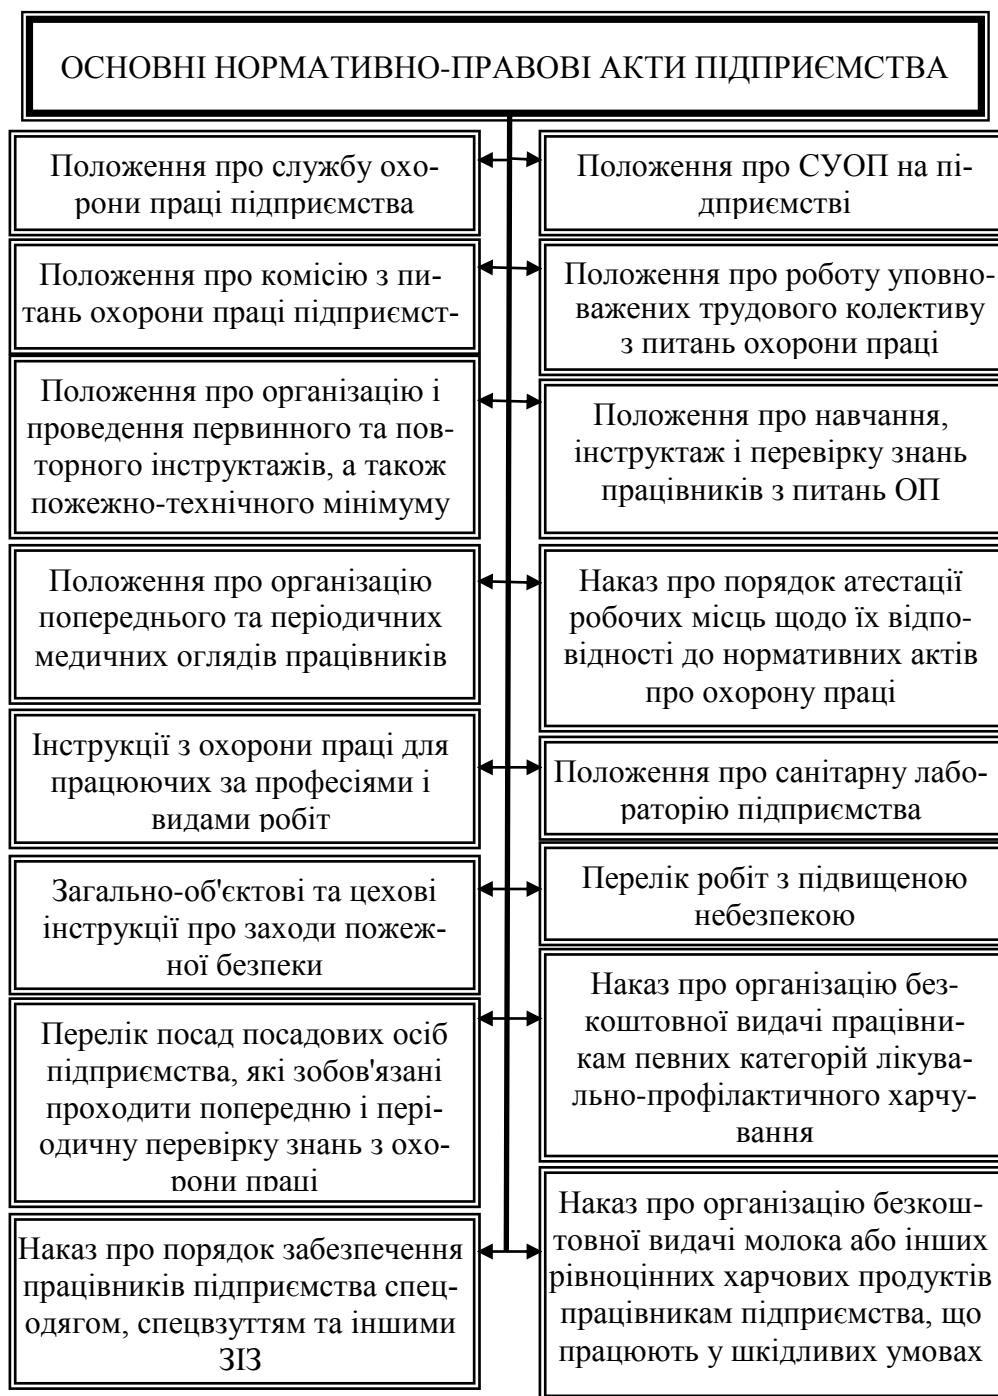 ОСНОВНІ НОРМАТИВНО-ПРАВОВІ АКТИ ПІДПРИЄМСТВА
Положення про службу охо-
рони праці підприємства
Положення про СУОП на пі-
дприємстві
Положення про комісію з пи-
тань охорони праці підприємст-
Положення про роботу уповно-
важених трудового колективу
з питань охорони праці
Положення про організацію і
проведення первинного та пов-
торного інструктажів, а також
пожежно-технічного мінімуму
Положення про навчання,
інструктаж і перевірку знань
працівників з питань ОП
Положення про організацію
попереднього та періодичних
медичних оглядів працівників
Наказ про порядок атестації
робочих місць щодо їх відпо-
відності до нормативних актів
про охорону праці
Інструкції з охорони праці для
працюючих за професіями і
видами робіт
Положення про санітарну лабо-
раторію підприємства
Загально-об'єктові та цехові
інструкції про заходи пожеж-
ної безпеки
Перелік робіт з підвищеною
небезпекою
Перелік посад посадових осіб
підприємства, які зобов'язані
проходити попередню і пері-
одичну перевірку знань з охо-
рони праці
Наказ про організацію без-
коштовної видачі працівни-
кам певних категорій лікува-
льно-профілактичного харчу-
вання
Наказ про порядок забезпечення
працівників підприємства спец-
одягом, спецвзуттям та іншими
ЗІЗ
Наказ про організацію безкош-
товної видачі молока або інших
рівноцінних харчових продуктів
працівникам підприємства, що
працюють у шкідливих умовах